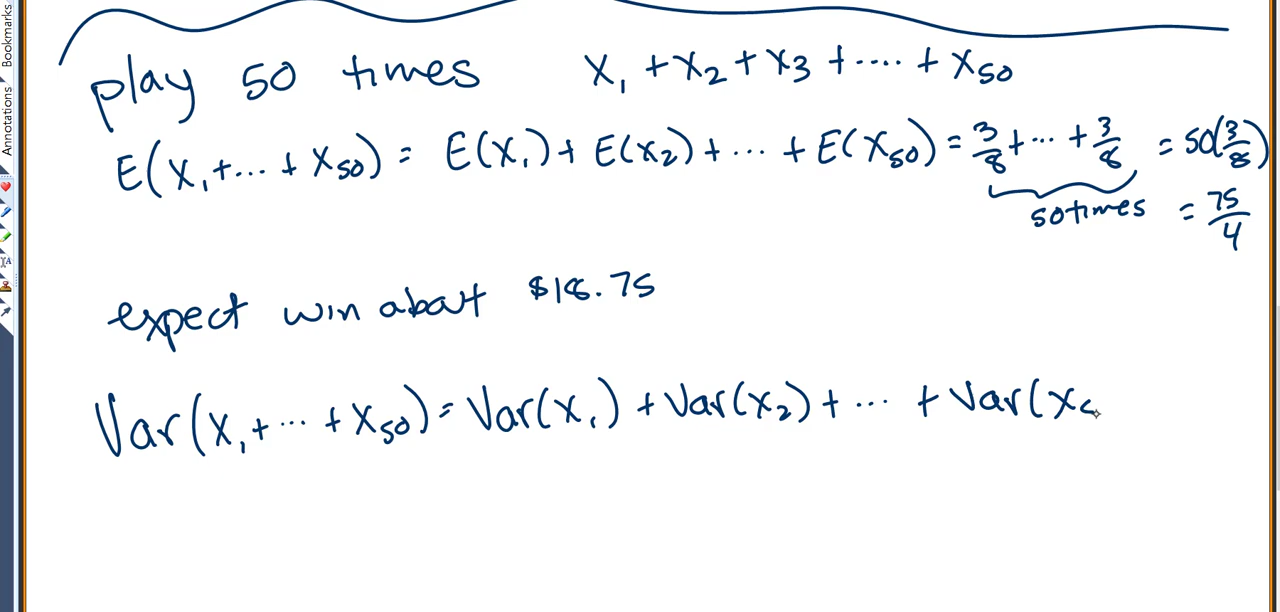 Bookmarks
Annotations
play 50 times X₁ + X₂ + X₃ + .... + X₅₀
E(X₁+... + X₅₀) = E(X₁) + E(X₂) + ... + E(X₅₀) = 3/8 + ... + 3/8 = 50(3/8)
50 times = 75/4
expect win about $18.75
Var(X₁ + ... + X₅₀) = Var(X₁) + Var(X₂) + ... + Var(X